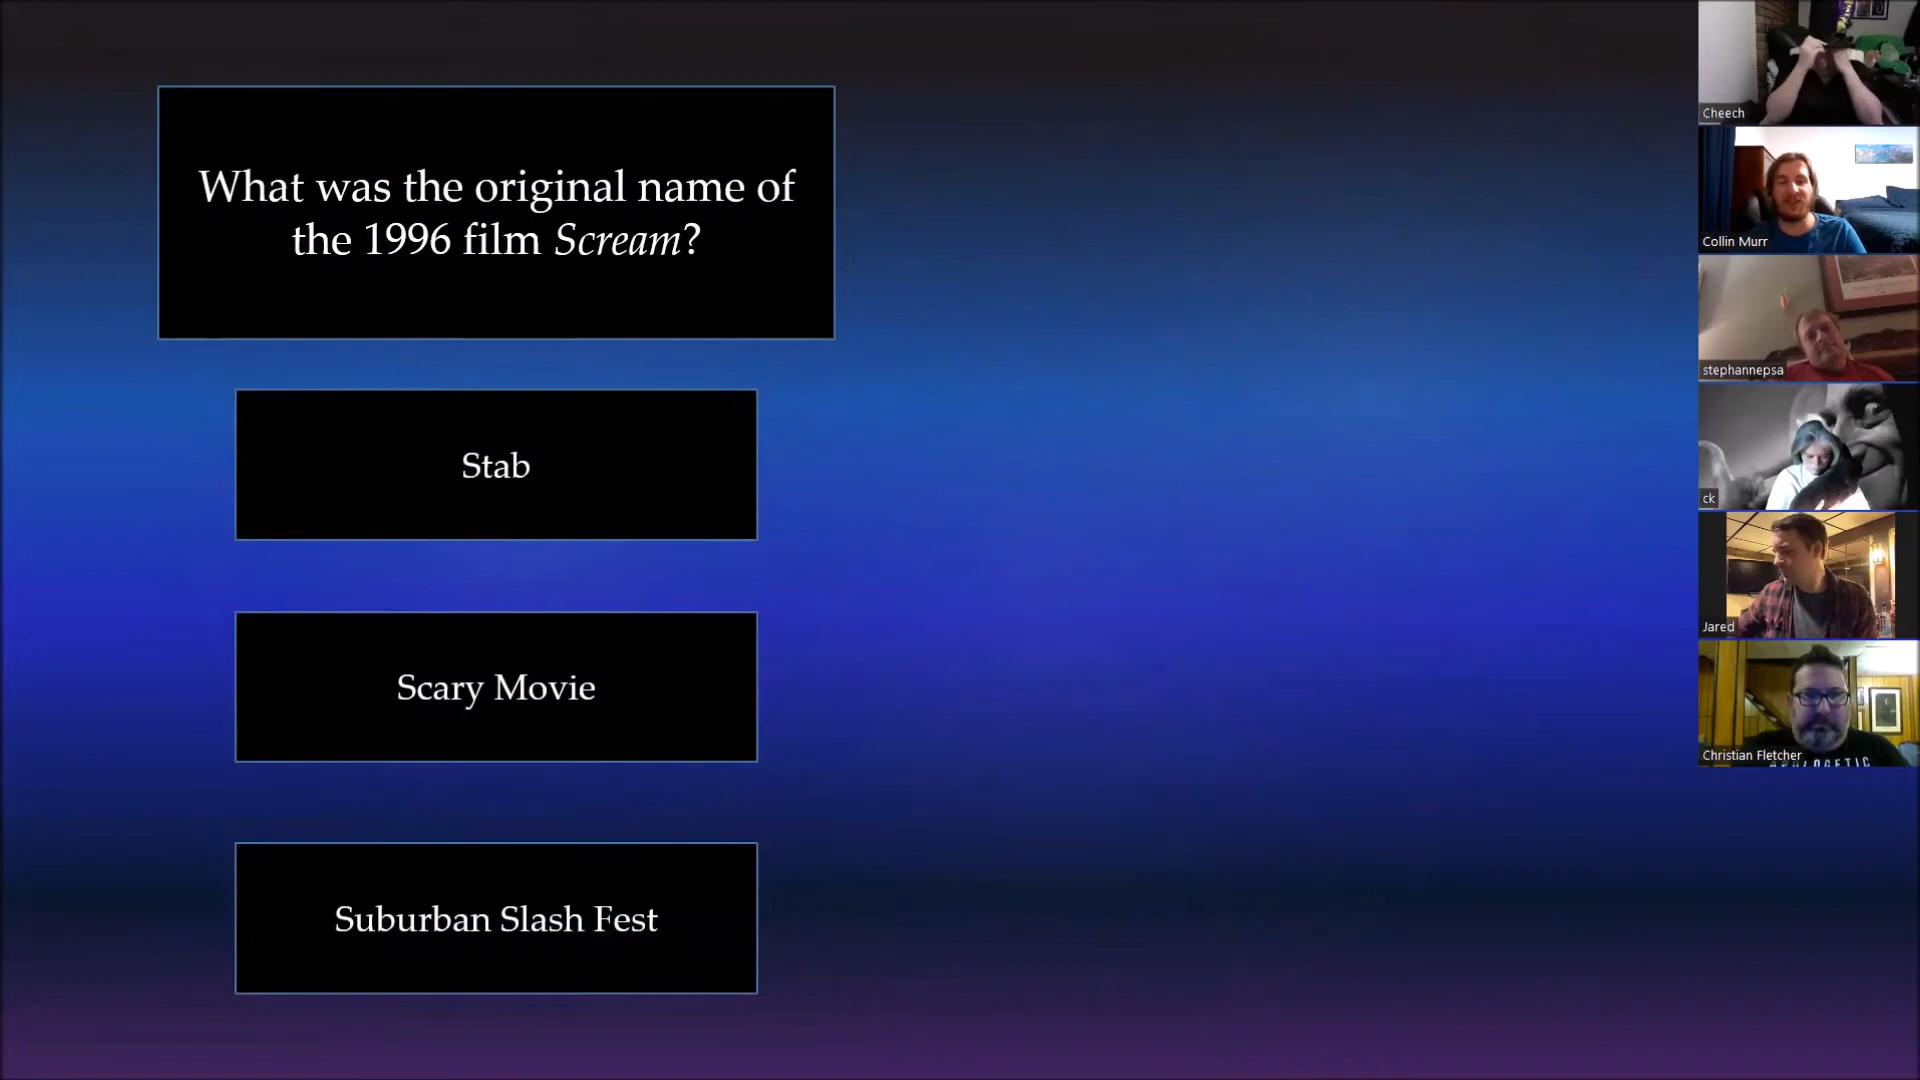 What was the original name of
the 1996 film Scream?
Stab
Scary Movie
Suburban Slash Fest
Cheech
Collin Murr
stephannepsa
ck
Jared
Christian Fletcher